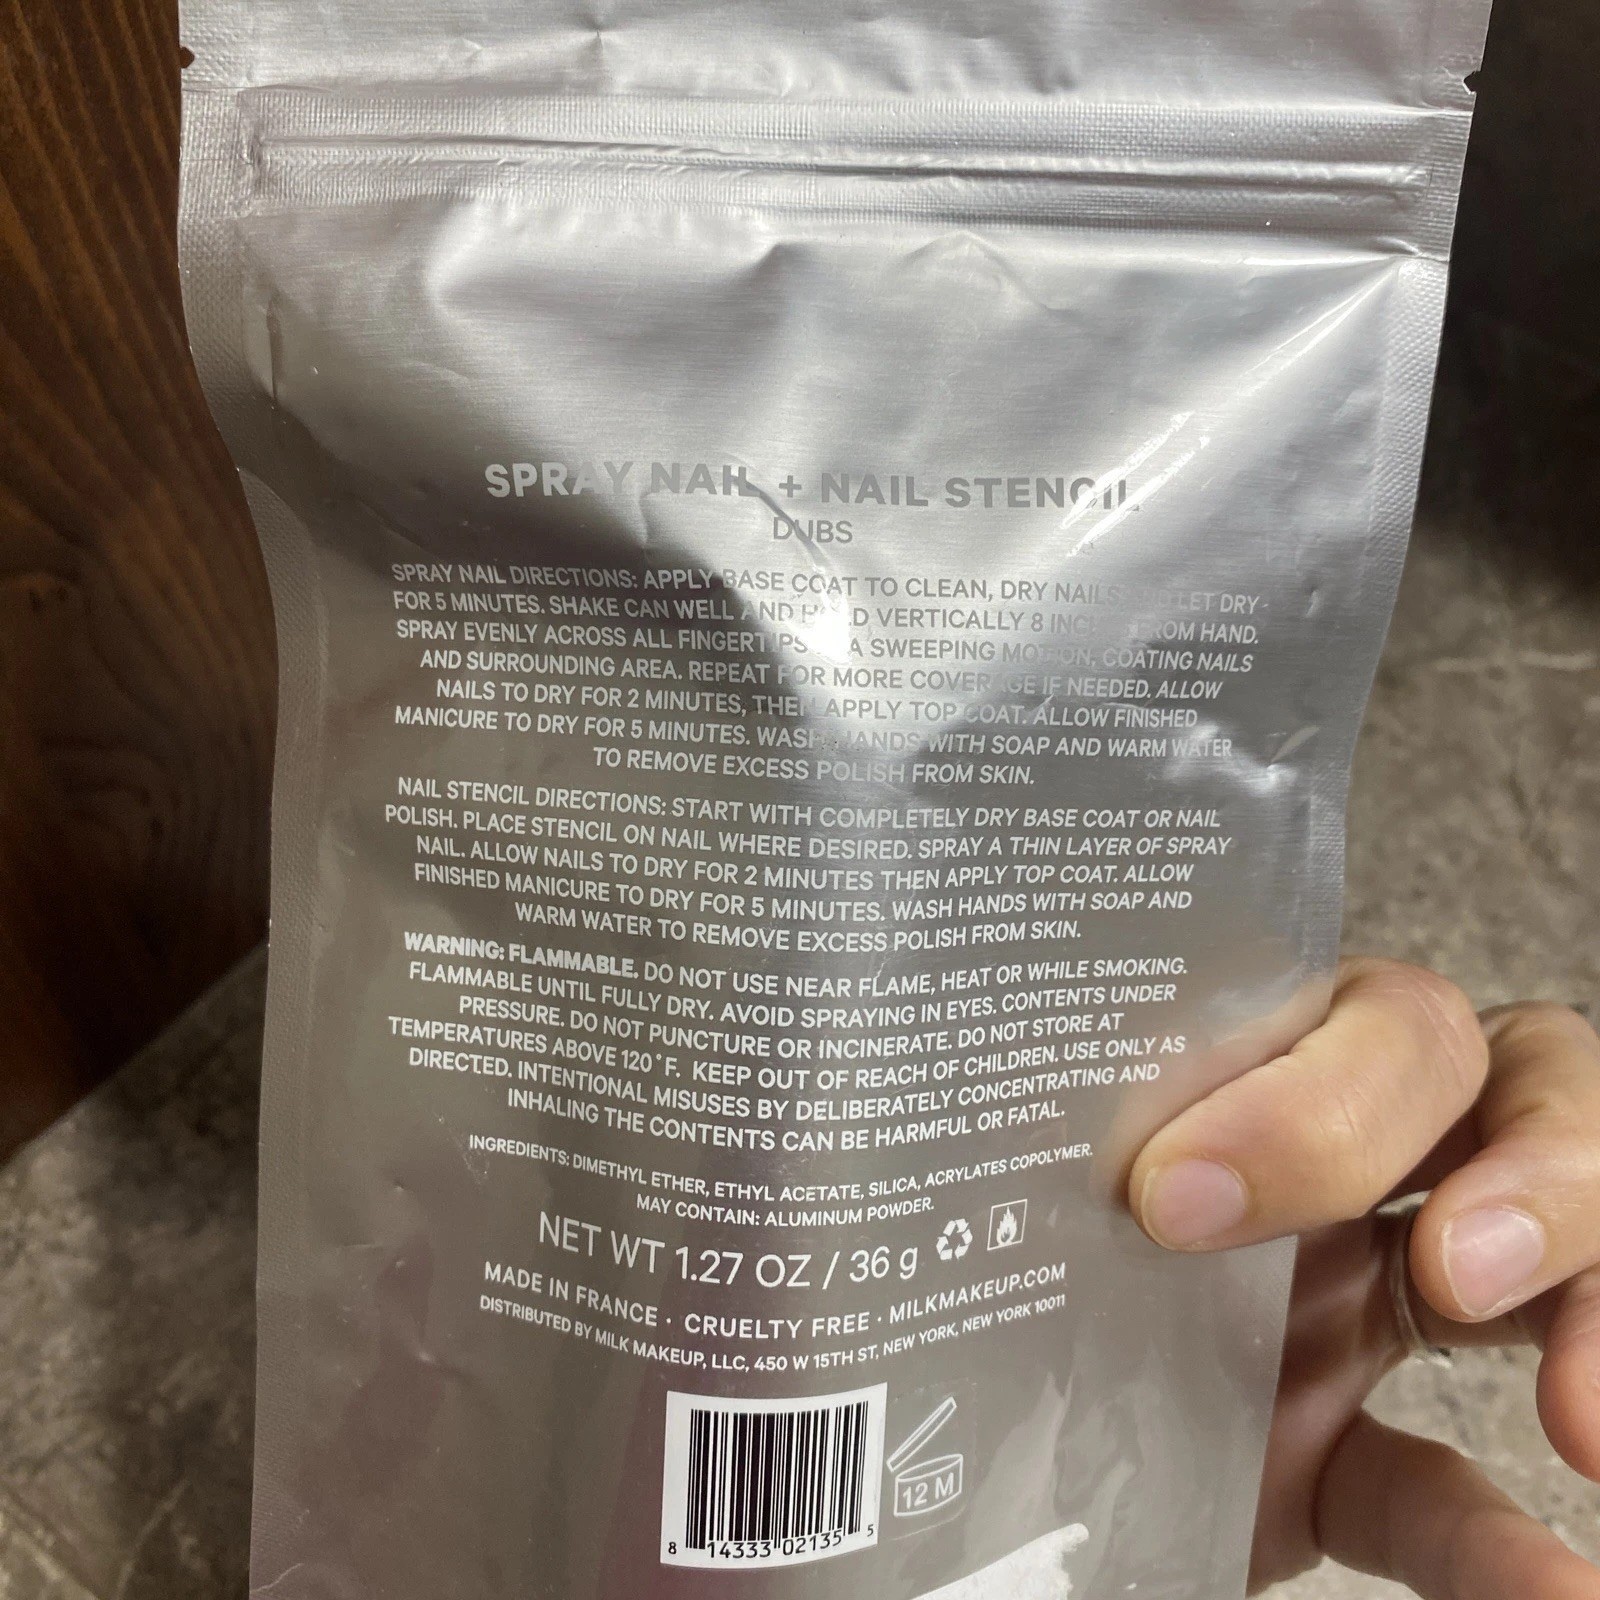 SPRAY NAIL + NAIL STENCIL
DUBS
SPRAY NAIL DIRECTIONS: APPLY BASE COAT TO CLEAN, DRY NAILS AND LET DRY
FOR 5 MINUTES. SHAKE CAN WELL AND HOLD VERTICALLY 8 INCHES FROM HAND.
SPRAY EVENLY ACROSS ALL FINGERTIPS A SWEEPING MOTION, COATING NAILS
AND SURROUNDING AREA. REPEAT FOR MORE COVERAGE IF NEEDED. ALLOW
NAILS TO DRY FOR 2 MINUTES, THEN APPLY TOP COAT. ALLOW FINISHED
MANICURE TO DRY FOR 5 MINUTES. WASH HANDS WITH SOAP AND WARM WATER
TO REMOVE EXCESS POLISH FROM SKIN.
NAIL STENCIL DIRECTIONS: START WITH COMPLETELY DRY BASE COAT OR NAIL
POLISH. PLACE STENCIL ON NAIL WHERE DESIRED. SPRAY A THIN LAYER OF SPRAY
NAIL. ALLOW NAILS TO DRY FOR 2 MINUTES THEN APPLY TOP COAT. ALLOW
FINISHED MANICURE TO DRY FOR 5 MINUTES. WASH HANDS WITH SOAP AND
WARM WATER TO REMOVE EXCESS POLISH FROM SKIN.
WARNING: FLAMMABLE. DO NOT USE NEAR FLAME, HEAT OR WHILE SMOKING.
FLAMMABLE UNTIL FULLY DRY. AVOID SPRAYING IN EYES. CONTENTS UNDER
PRESSURE. DO NOT PUNCTURE OR INCINERATE. DO NOT STORE AT
TEMPERATURES ABOVE 120°F. KEEP OUT OF REACH OF CHILDREN. USE ONLY AS
DIRECTED. INTENTIONAL MISUSES BY DELIBERATELY CONCENTRATING AND
INHALING THE CONTENTS CAN BE HARMFUL OR FATAL.
INGREDIENTS: DIMETHYL ETHER, ETHYL ACETATE, SILICA, ACRYLATES COPOLYMER.
MAY CONTAIN: ALUMINUM POWDER.
NET WT 1.27 OZ / 36 g
MADE IN FRANCE · CRUELTY FREE · MILKMAKEUP.COM
DISTRIBUTED BY MILK MAKEUP, LLC, 450 W 15TH ST, NEW YORK, NEW YORK 10011
12 M
8 14333 02135 5